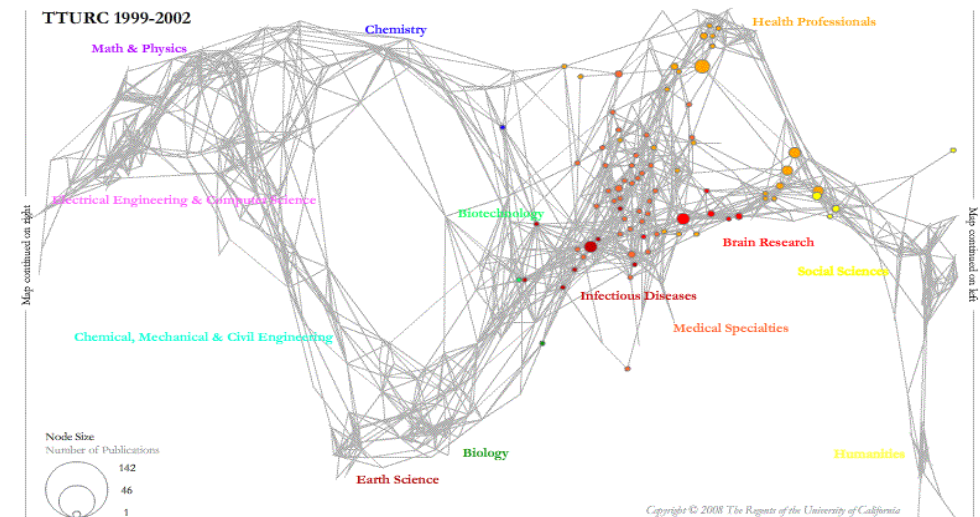 TTURC 1999-2002
Health Professionals
Chemistry
Math & Physics
Electrical Engineering & Computer Science
Map continued on right
Map continued on left
Biotechnology
Brain Research
Social Sciences
Infectious Diseases
Medical Specialties
Chemical, Mechanical & Civil Engineering
Node Size
Number of Publications
142
46
1
Biology
Humanities
Earth Science
Copyright © 2008 The Regents of the University of California